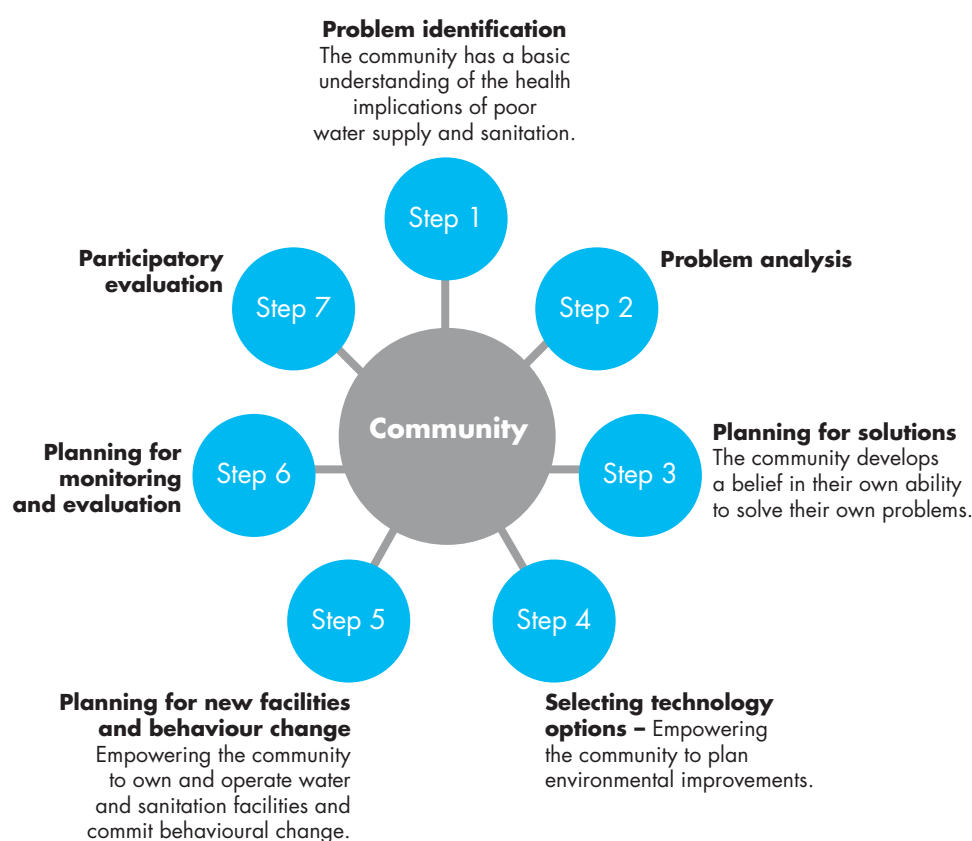 Problem identification
The community has a basic
understanding of the health
implications of poor
water supply and sanitation.
Step 1
Problem analysis
Step 2
Planning for solutions
The community develops
a belief in their own ability
to solve their own problems.
Step 3
Step 4
Selecting technology
options – Empowering
the community to plan
environmental improvements.
Step 5
Planning for new facilities
and behaviour change
Empowering the community
to own and operate water
and sanitation facilities and
commit behavioural change.
Step 6
Planning for
monitoring
and evaluation
Step 7
Participatory
evaluation
Community